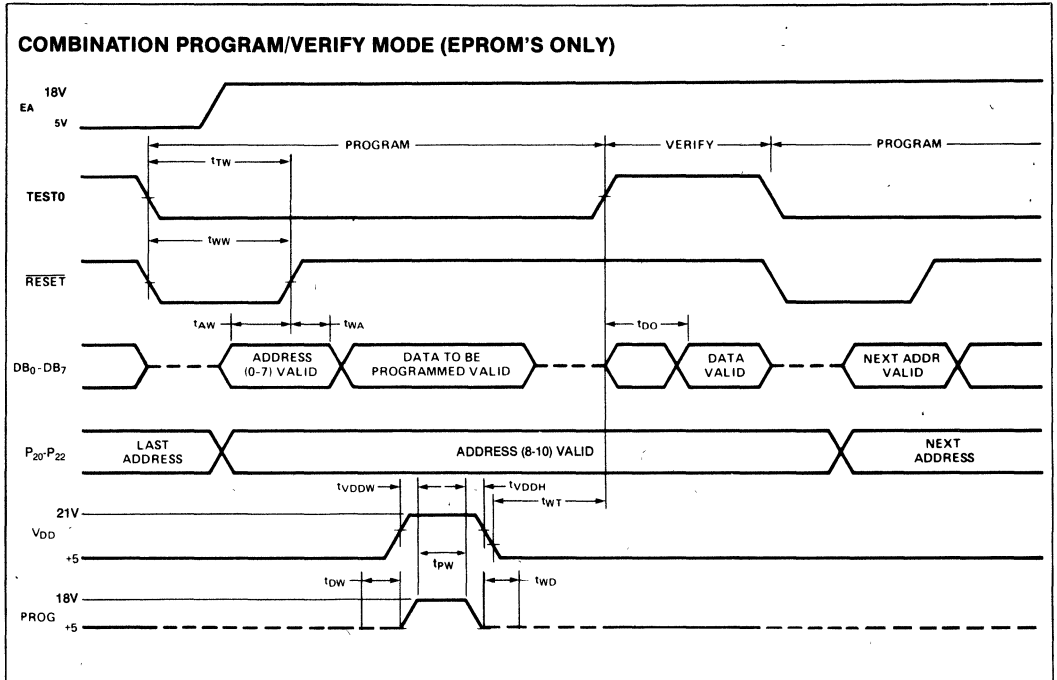 COMBINATION PROGRAM/VERIFY MODE (EPROM'S ONLY)
18V
EA
5V
PROGRAM
VERIFY
PROGRAM
tTW
TEST0
tWW
RESET
tAW
tWA
tDO
DB0-DB7
ADDRESS
(0-7) VALID
DATA TO BE
PROGRAMMED VALID
DATA
VALID
NEXT ADDR
VALID
P20-P22
LAST
ADDRESS
ADDRESS (8-10) VALID
NEXT
ADDRESS
tVDDW
tVDDH
tWT
21V
VDD
+5
tPW
tDW
tWD
18V
PROG
+5